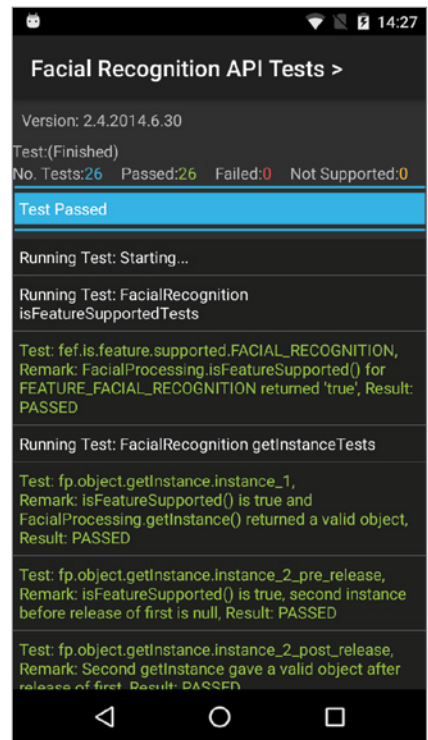 14:27
Facial Recognition API Tests >
Version: 2.4.2014.6.30
Test:(Finished)
No. Tests:26 Passed:26 Failed:0 Not Supported:0
Test Passed
Running Test: Starting...
Running Test: FacialRecognition
isFeatureSupportedTests
Test: fef.is.feature.supported.FACIAL_RECOGNITION,
Remark: FacialProcessing.isFeatureSupported() for
FEATURE_FACIAL_RECOGNITION returned 'true', Result:
PASSED
Running Test: FacialRecognition getInstanceTests
Test: fp.object.getInstance.instance_1,
Remark: isFeatureSupported() is true and
FacialProcessing.getInstance() returned a valid object,
Result: PASSED
Test: fp.object.getInstance.instance_2_pre_release,
Remark: isFeatureSupported() is true, second instance
before release of first is null, Result: PASSED
Test: fp.object.getInstance.instance_2_post_release,
Remark: Second getInstance gave a valid object after
release of first, Result: PASSED